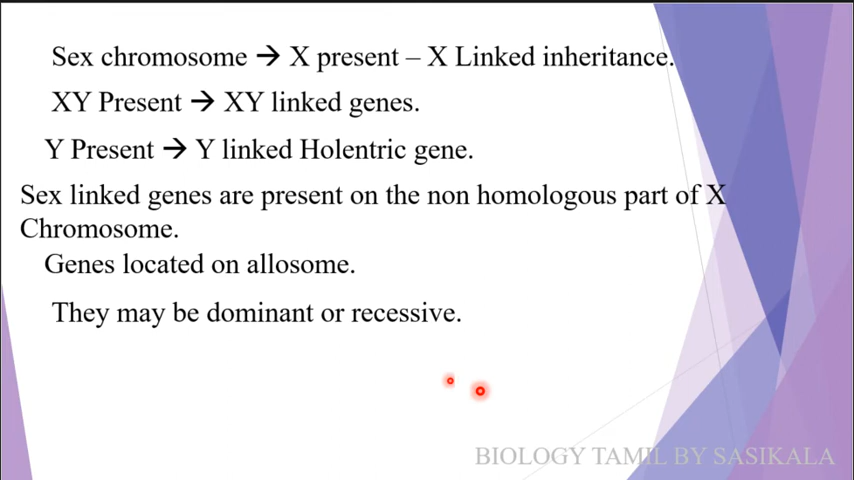 Sex chromosome → X present – X Linked inheritance.
XY Present → XY linked genes.
Y Present → Y linked Holentric gene.
Sex linked genes are present on the non homologous part of X
Chromosome.
Genes located on allosome.
They may be dominant or recessive.
BIOLOGY TAMIL BY SASIKALA